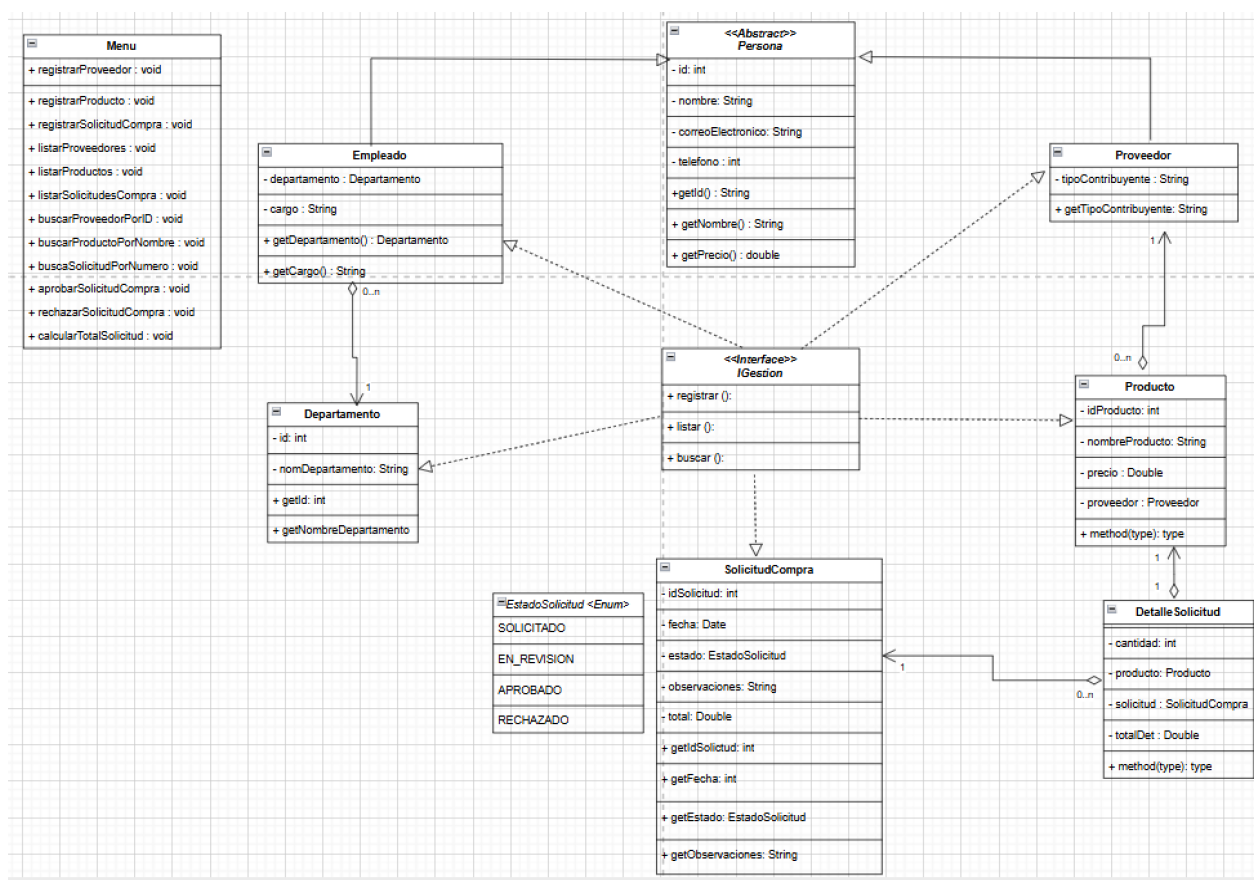 Menu
+ registrarProveedor : void
+ registrarProducto : void
+ registrarSolicitudCompra : void
+ listarProveedores : void
+ listarProductos : void
+ listarSolicitudesCompra : void
+ buscarProveedorPorID : void
+ buscarProductoPorNombre : void
+ buscaSolicitudPorNumero : void
+ aprobarSolicitudCompra : void
+ rechazarSolicitudCompra : void
+ calcularTotalSolicitud : void
<<Abstract>>
Persona
- id: int
- nombre: String
- correoElectronico: String
- telefono : int
+getId() : String
+ getNombre() : String
+ getPrecio() : double
Empleado
- departamento : Departamento
- cargo : String
+ getDepartamento() : Departamento
+ getCargo() : String
0..n
1
Proveedor
- tipoContribuyente : String
+ getTipoContribuyente: String
1
0..n
Departamento
- id: int
- nomDepartamento: String
+ getId: int
+ getNombreDepartamento
<<Interface>>
IGestion
+ registrar ():
+ listar ():
+ buscar ():
Producto
- idProducto: int
- nombreProducto: String
- precio : Double
- proveedor : Proveedor
+ method(type): type
1
1
EstadoSolicitud <Enum>
SOLICITADO
EN_REVISION
APROBADO
RECHAZADO
SolicitudCompra
- idSolicitud: int
- fecha: Date
- estado: EstadoSolicitud
- observaciones: String
- total: Double
+ getIdSolictud: int
+ getFecha: int
+ getEstado: EstadoSolicitud
+ getObservaciones: String
1
0..n
DetalleSolicitud
- cantidad: int
- producto: Producto
- solicitud : SolicitudCompra
- totalDet : Double
+ method(type): type